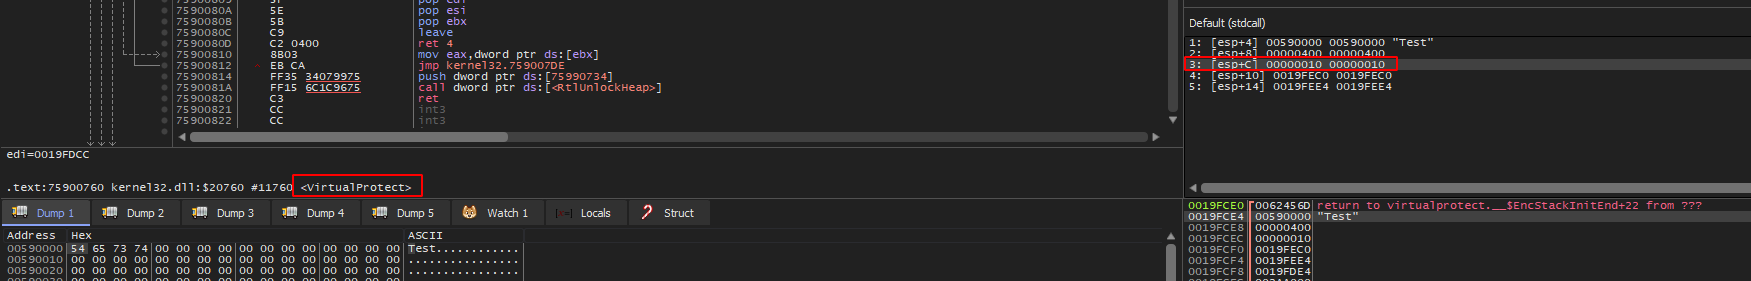 75900809 5F pop edi
7590080A 5E pop esi
7590080B 5B pop ebx
7590080C C9 leave
7590080D C2 0400 ret 4
75900810 8B03 mov eax,dword ptr ds:[ebx]
75900812 EB CA jmp kernel32.759007DE
75900814 FF35 34079975 push dword ptr ds:[75990734]
7590081A FF15 6C1C9675 call dword ptr ds:[<RtlUnlockHeap>]
75900820 C3 ret
75900821 CC int3
75900822 CC int3
edi=0019FDCC
.text:75900760 kernel32.dll:$20760 #11760 <VirtualProtect>
Default (stdcall)
1: [esp+4] 00590000 00590000 "Test"
2: [esp+8] 00000400 00000400
3: [esp+C] 00000010 00000010
4: [esp+10] 0019FEC0 0019FEC0
5: [esp+14] 0019FEE4 0019FEE4
Dump 1 Dump 2 Dump 3 Dump 4 Dump 5 Watch 1 Locals Struct
Address Hex ASCII
00590000 54 65 73 74 00 00 00 00 00 00 00 00 00 00 00 00 Test............
00590010 00 00 00 00 00 00 00 00 00 00 00 00 00 00 00 00 ................
00590020 00 00 00 00 00 00 00 00 00 00 00 00 00 00 00 00 ................
0019FCE0 0062456D return to virtualprotect.__$EncStackInitEnd+22 from ???
0019FCE4 00590000 "Test"
0019FCE8 00000400
0019FCEC 00000010
0019FCF0 0019FEC0
0019FCF4 0019FEE4
0019FCF8 0019FDE4